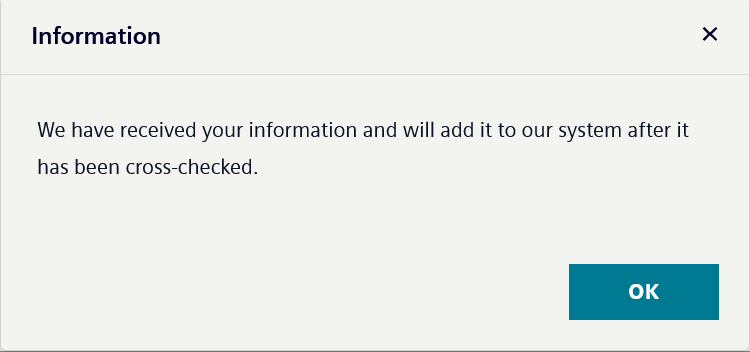 Information
We have received your information and will add it to our system after it
has been cross-checked.
OK